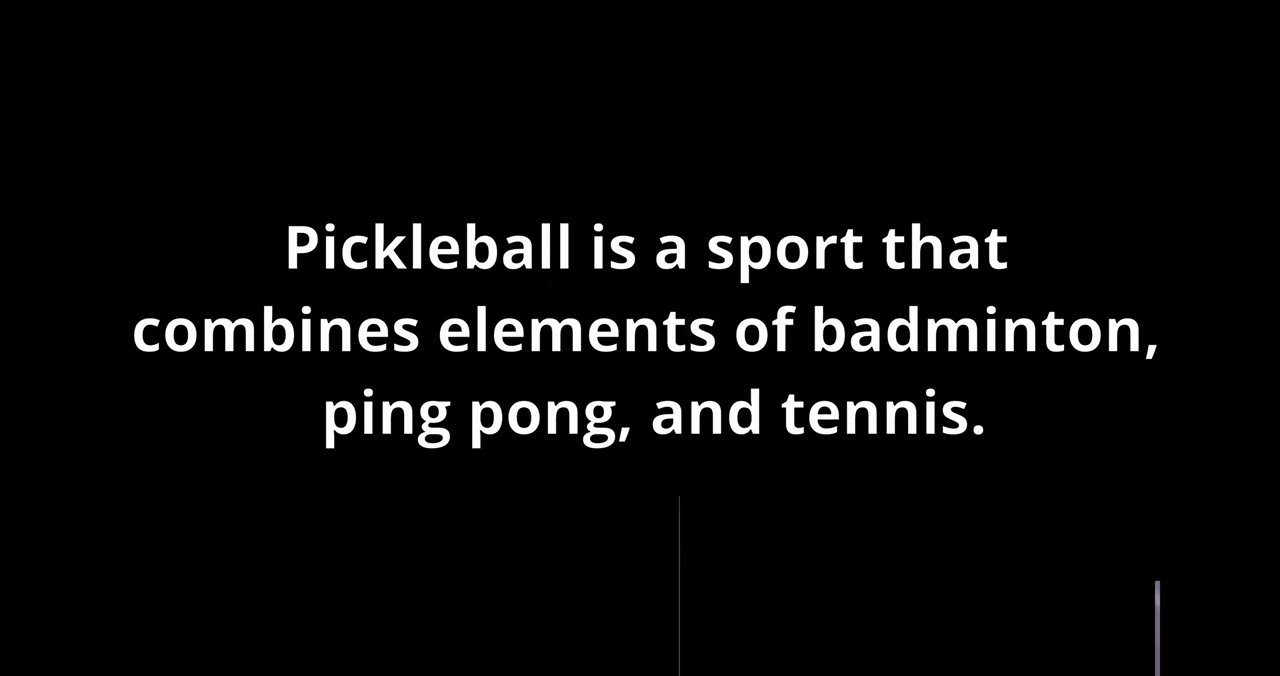 Pickleball is a sport that
combines elements of badminton,
ping pong, and tennis.